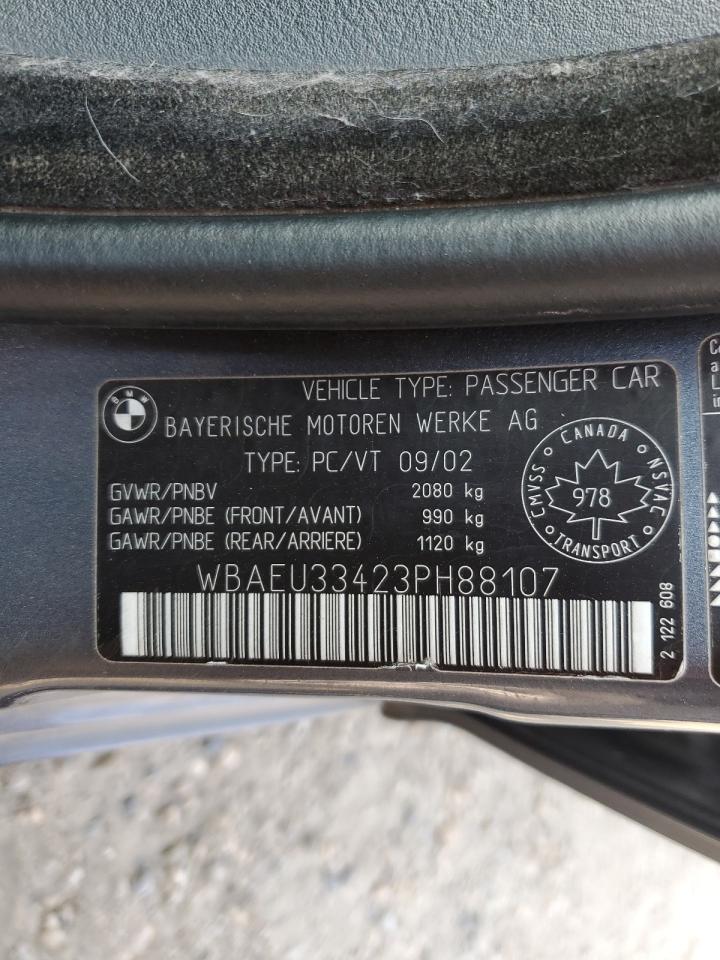 VEHICLE TYPE: PASSENGER CAR
BMW
BAYERISCHE MOTOREN WERKE AG
TYPE: PC/VT 09/02
GVWR/PNBV 2080 kg
GAWR/PNBE (FRONT/AVANT) 990 kg
GAWR/PNBE (REAR/ARRIERE) 1120 kg
CANADA
CMVSS
NSVAC
978
TRANSPORT
WBAEU33423PH88107
2 122 608